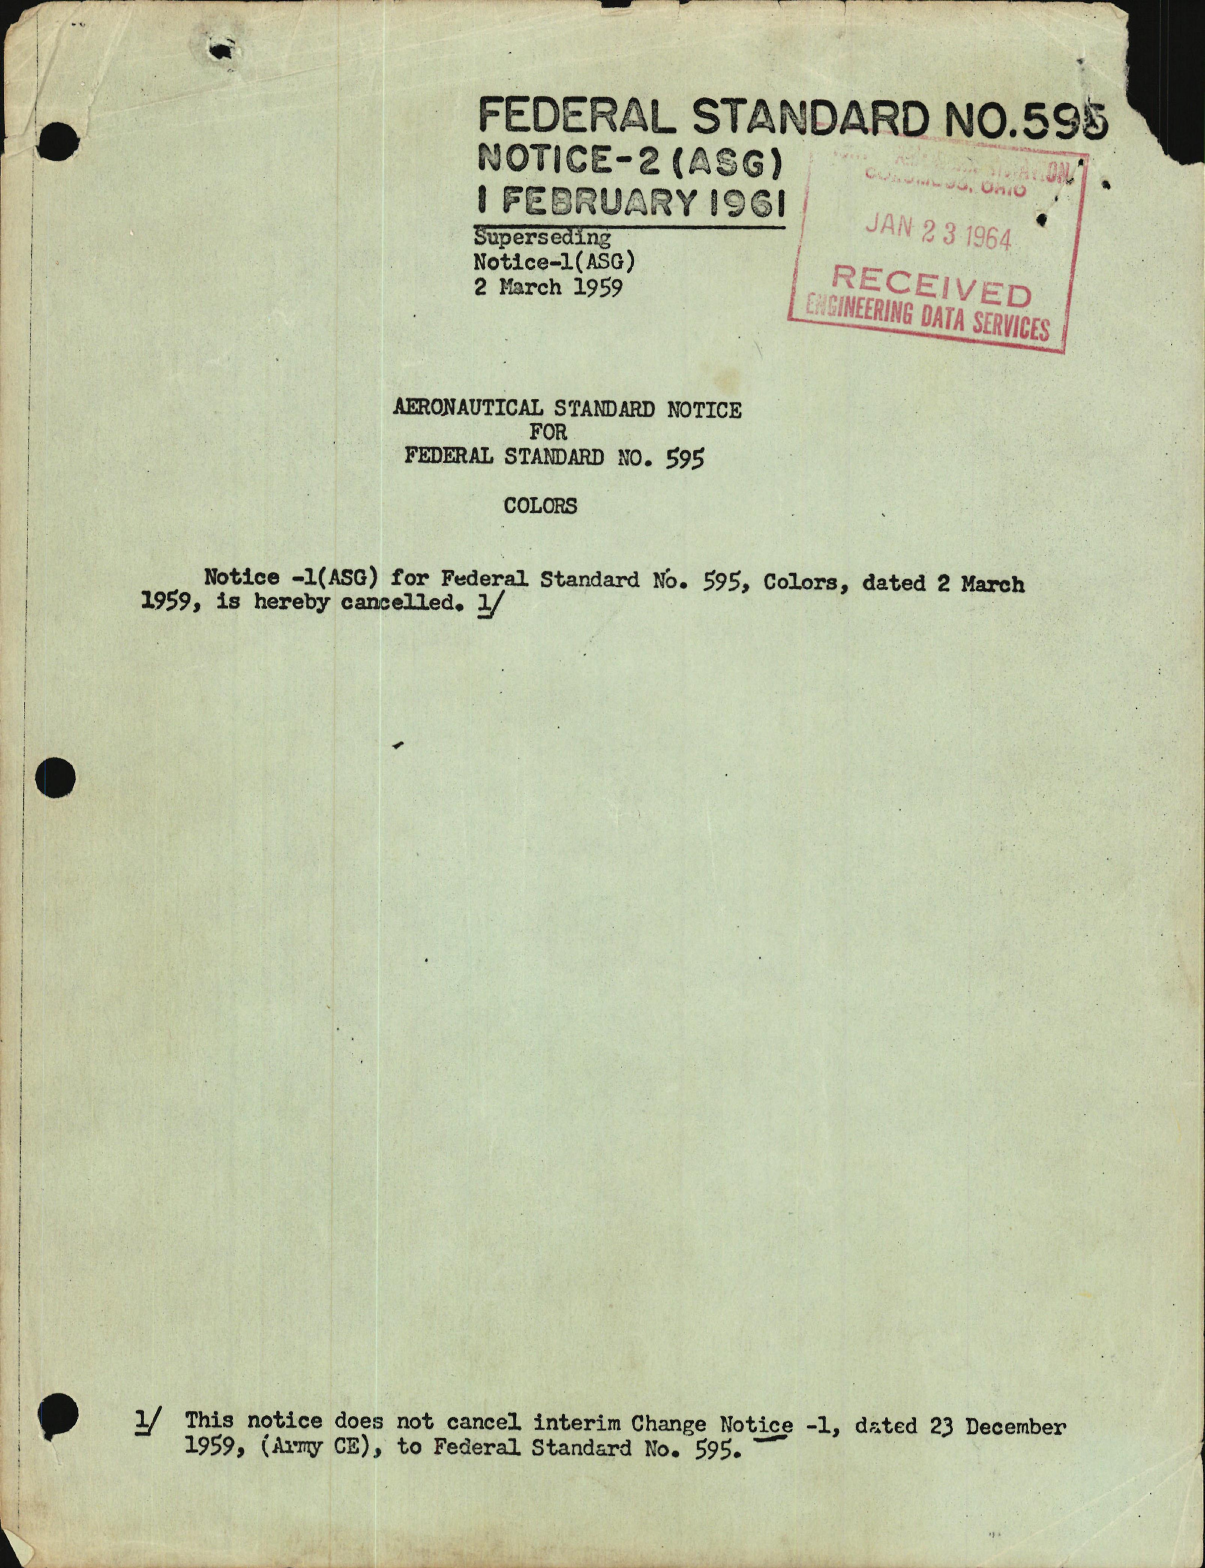 FEDERAL STANDARD NO.595
NOTICE-2 (ASG)
1 FEBRUARY 1961
Superseding
Notice-1(ASG)
2 March 1959
COLUMBUS, OHIO
JAN 23 1964
RECEIVED
ENGINEERING DATA SERVICES
AERONAUTICAL STANDARD NOTICE
FOR
FEDERAL STANDARD NO. 595
COLORS
Notice -1(ASG) for Federal Standard No. 595, Colors, dated 2 March
1959, is hereby cancelled. 1/
1/ This notice does not cancel interim Change Notice -1, dated 23 December
1959, (Army CE), to Federal Standard No. 595.